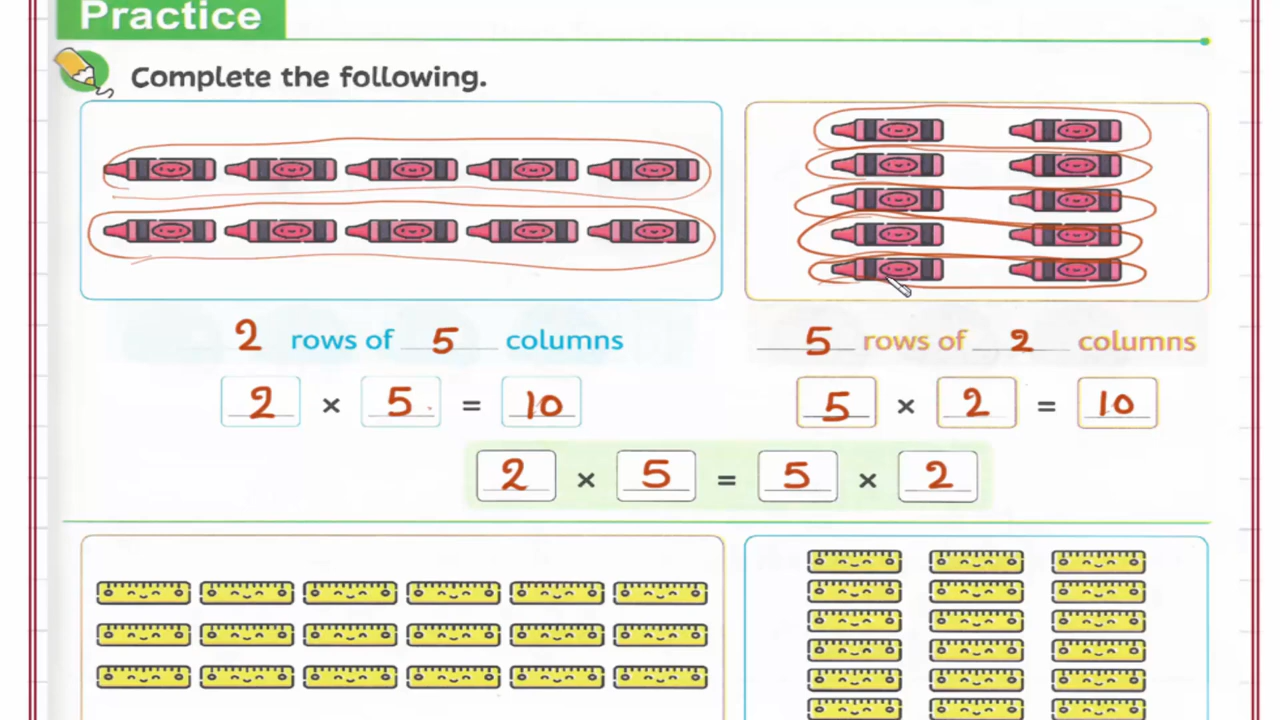 Practice
Complete the following.
2 rows of 5 columns
5 rows of 2 columns
2 × 5 = 10
5 × 2 = 10
2 × 5 = 5 × 2